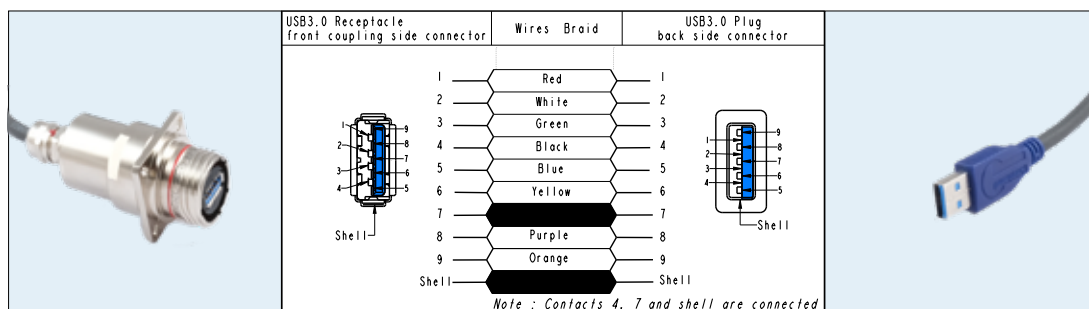 USB3.0 Receptacle
front coupling side connector
Wires Braid
USB3.0 Plug
back side connector
1 Red 1
2 White 2
3 Green 3
4 Black 4
5 Blue 5
6 Yellow 6
7 7
8 Purple 8
9 Orange 9
Shell Shell
1
2
3
4
9
8
7
6
5
Shell
1
2
3
4
9
8
7
6
5
Shell
Note : Contacts 4, 7 and shell are connected